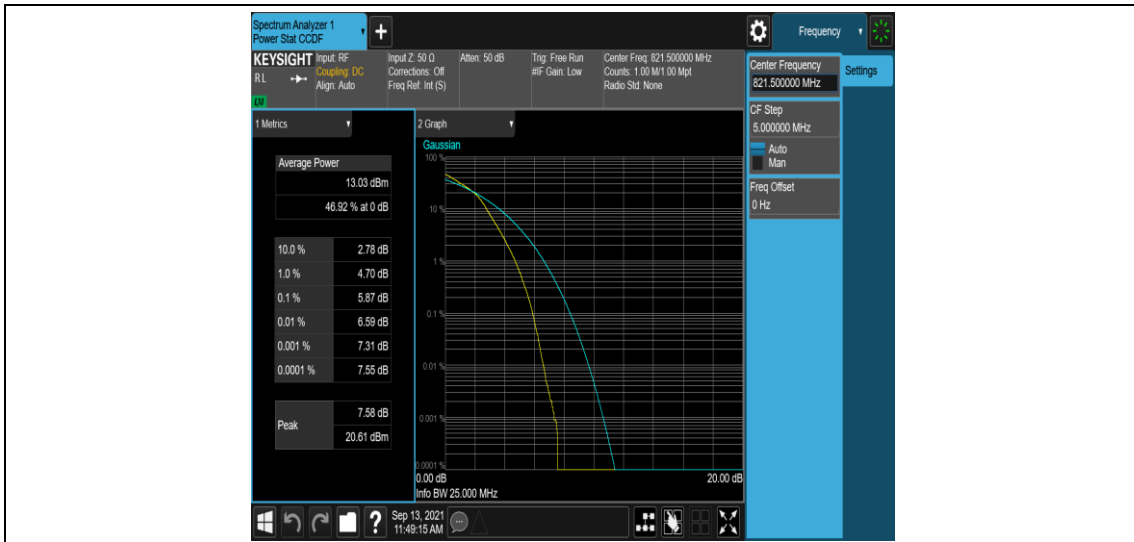 Spectrum Analyzer 1
Power Stat CCDF
+
Frequency
KEYSIGHT
RL
Input: RF
Coupling: DC
Align: Auto
Input Z: 50 Ω
Corrections: Off
Freq Ref: Int (S)
Atten: 50 dB
Trig: Free Run
#IF Gain: Low
Center Freq: 821.500000 MHz
Counts: 1.00 M/1.00 Mpt
Radio Std: None
Center Frequency
821.500000 MHz
Settings
CF Step
5.000000 MHz
Auto
Man
Freq Offset
0 Hz
1 Metrics
Average Power
13.03 dBm
46.92 % at 0 dB
10.0 % 2.78 dB
1.0 % 4.70 dB
0.1 % 5.87 dB
0.01 % 6.59 dB
0.001 % 7.31 dB
0.0001 % 7.55 dB
Peak
7.58 dB
20.61 dBm
2 Graph
Gaussian
100 %
10 %
1 %
0.1 %
0.01 %
0.001 %
0.0001 %
0.00 dB 20.00 dB
Info BW 25.000 MHz
?
Sep 13, 2021
11:49:15 AM